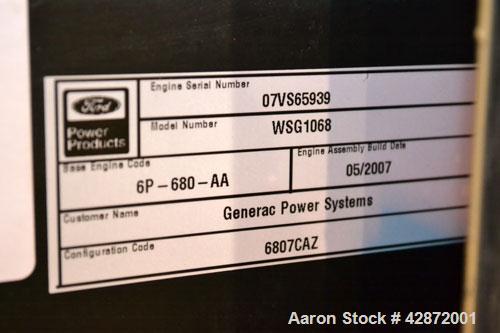 Ford
Power
Products
Engine Serial Number
07VS65939
Model Number
WSG1068
Base Engine Code
6P-680-AA
Engine Assembly Build Date
05/2007
Customer Name
Generac Power Systems
Configuration Code
6807CAZ
Aaron Stock # 42872001